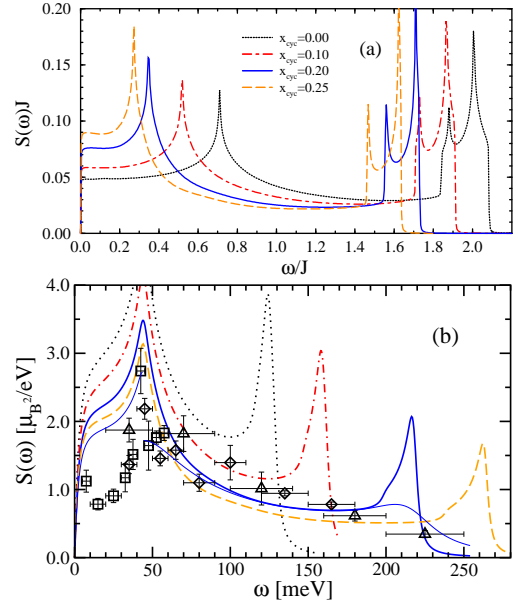 0.20
0.15
0.10
0.05
0.00
S(ω)J
x_cyc=0.00
x_cyc=0.10
x_cyc=0.20
x_cyc=0.25
(a)
0.0 0.2 0.4 0.6 0.8 1.0 1.2 1.4 1.6 1.8 2.0
ω/J
4.0
3.0
2.0
1.0
0.0
S(ω) [μ_B²/eV]
(b)
0 50 100 150 200 250
ω [meV]